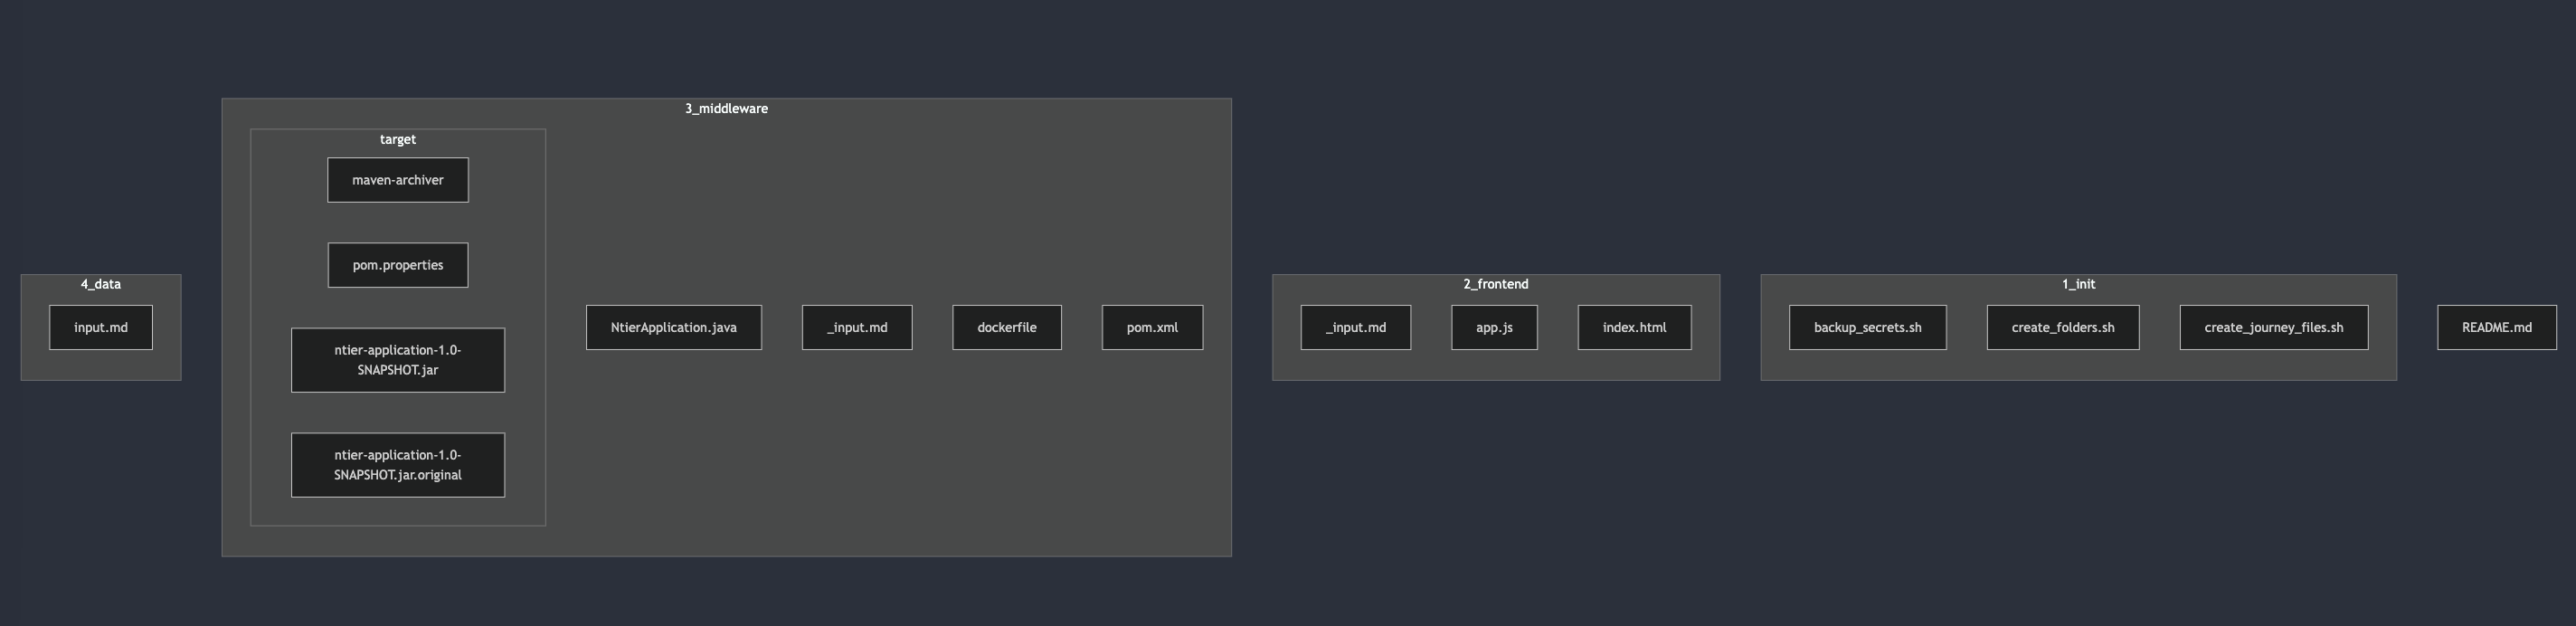 4_data
input.md
3_middleware
target
maven-archiver
pom.properties
ntier-application-1.0-
SNAPSHOT.jar
ntier-application-1.0-
SNAPSHOT.jar.original
NtierApplication.java
_input.md
dockerfile
pom.xml
2_frontend
_input.md
app.js
index.html
1_init
backup_secrets.sh
create_folders.sh
create_journey_files.sh
README.md